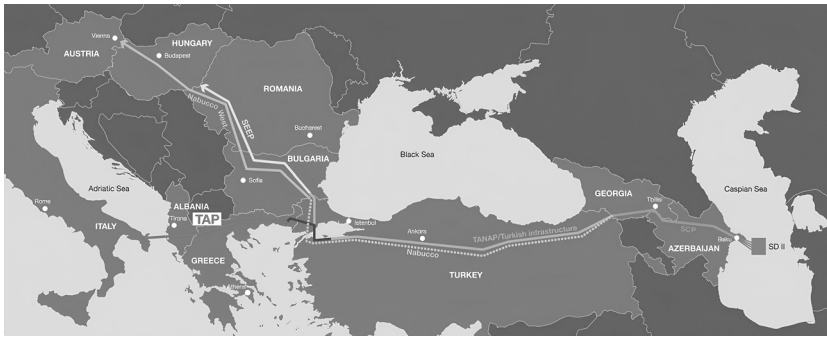 Vienna
AUSTRIA
HUNGARY
Budapest
ROMANIA
Nabucco West
SEEP
Bucharest
BULGARIA
Sofia
Black Sea
Adriatic Sea
Rome
ITALY
ALBANIA
Tirona
TAP
GREECE
Athens
Istanbul
Ankara
TANAP/Turkish infrastructure
Nabucco
TURKEY
GEORGIA
Tbilisi
SCP
AZERBAIJAN
Baku
Caspian Sea
SD II